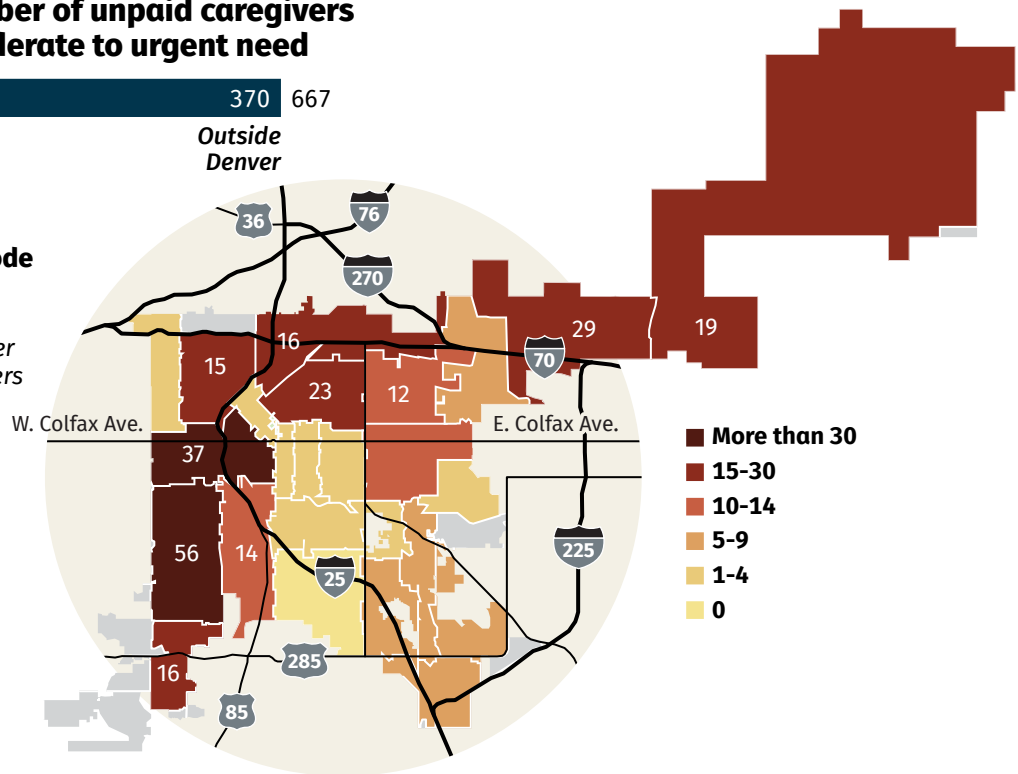 ber of unpaid caregivers
derate to urgent need
370 667
Outside
Denver
36
76
ode
270
er
ers
16
29
19
15
70
23
12
W. Colfax Ave.
E. Colfax Ave.
37
More than 30
15-30
10-14
5-9
1-4
0
56
14
225
25
285
16
85